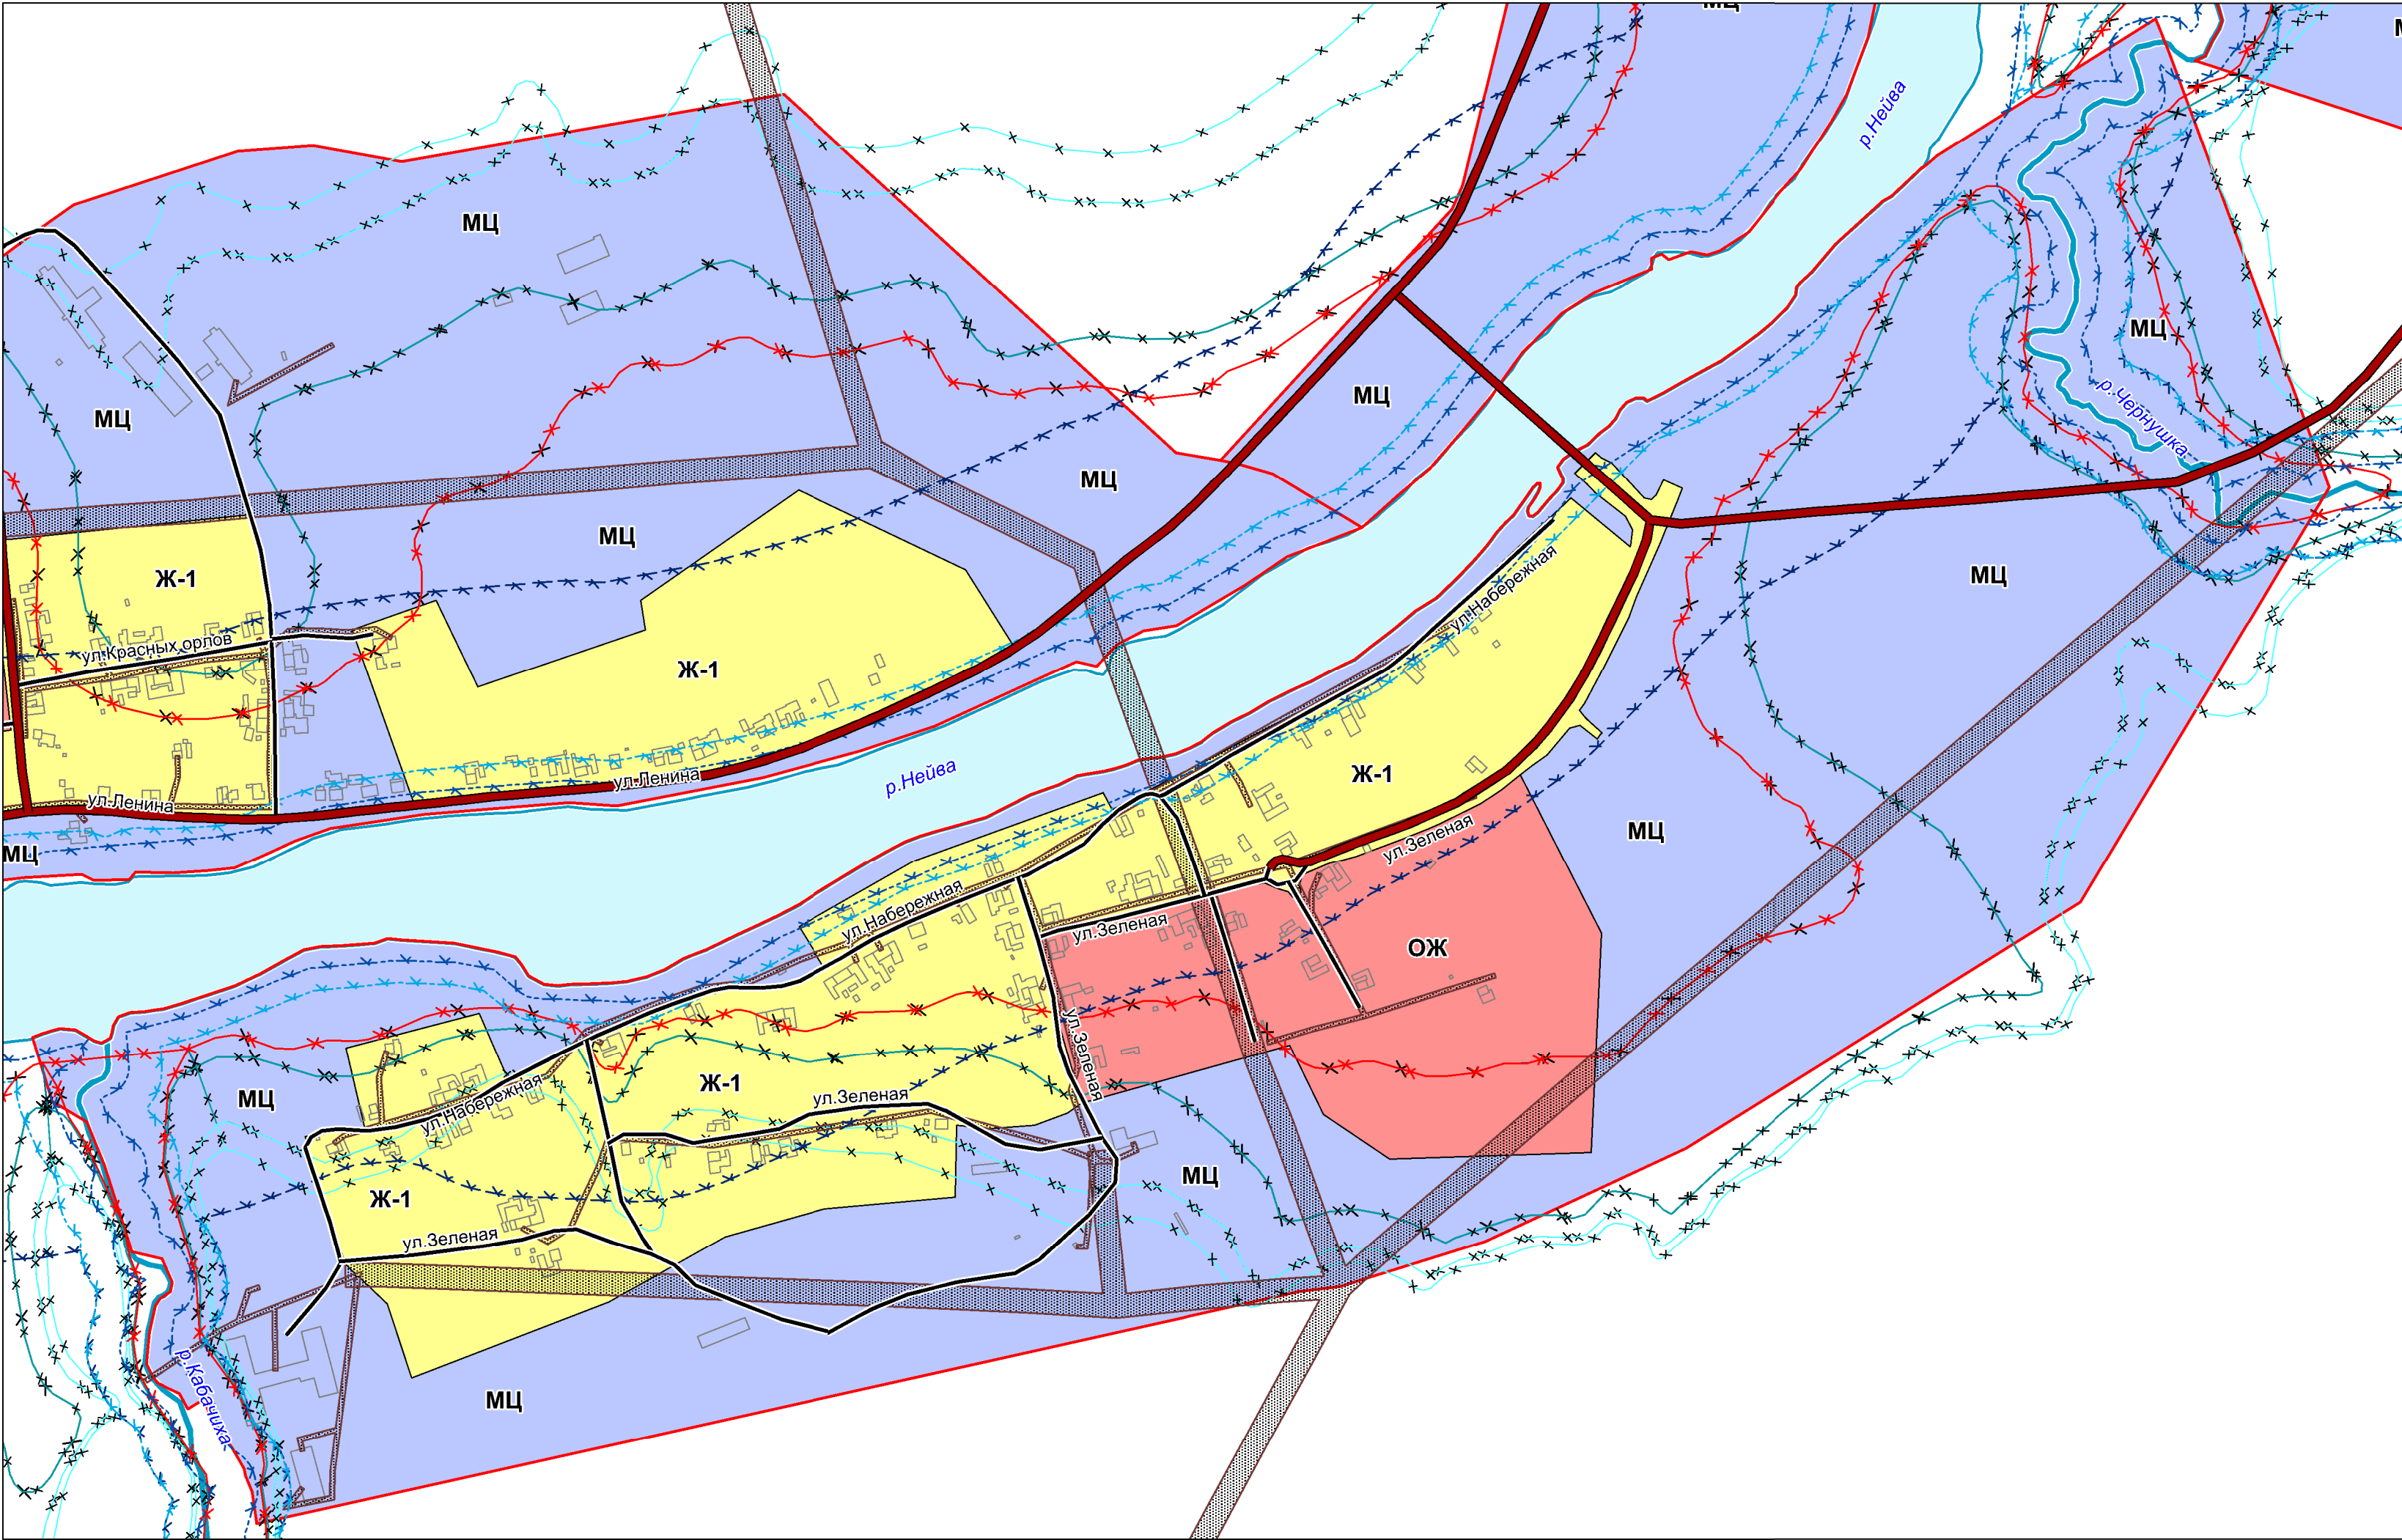 МЦ
р.Нейва
МЦ
МЦ
МЦ
р.Чернушка
МЦ
МЦ
МЦ
Ж-1
МЦ
ул.Набережная
ул.Красных орлов
Ж-1
р.Нейва
Ж-1
ул.Ленина
ул.Ленина
МЦ
МЦ
ул.Зеленая
ул.Набережная
ул.Зеленая
ОЖ
ул.Зеленая
Ж-1
МЦ
ул.Зеленая
ул.Набережная
МЦ
Ж-1
ул.Зеленая
р.Кабачиха
МЦ